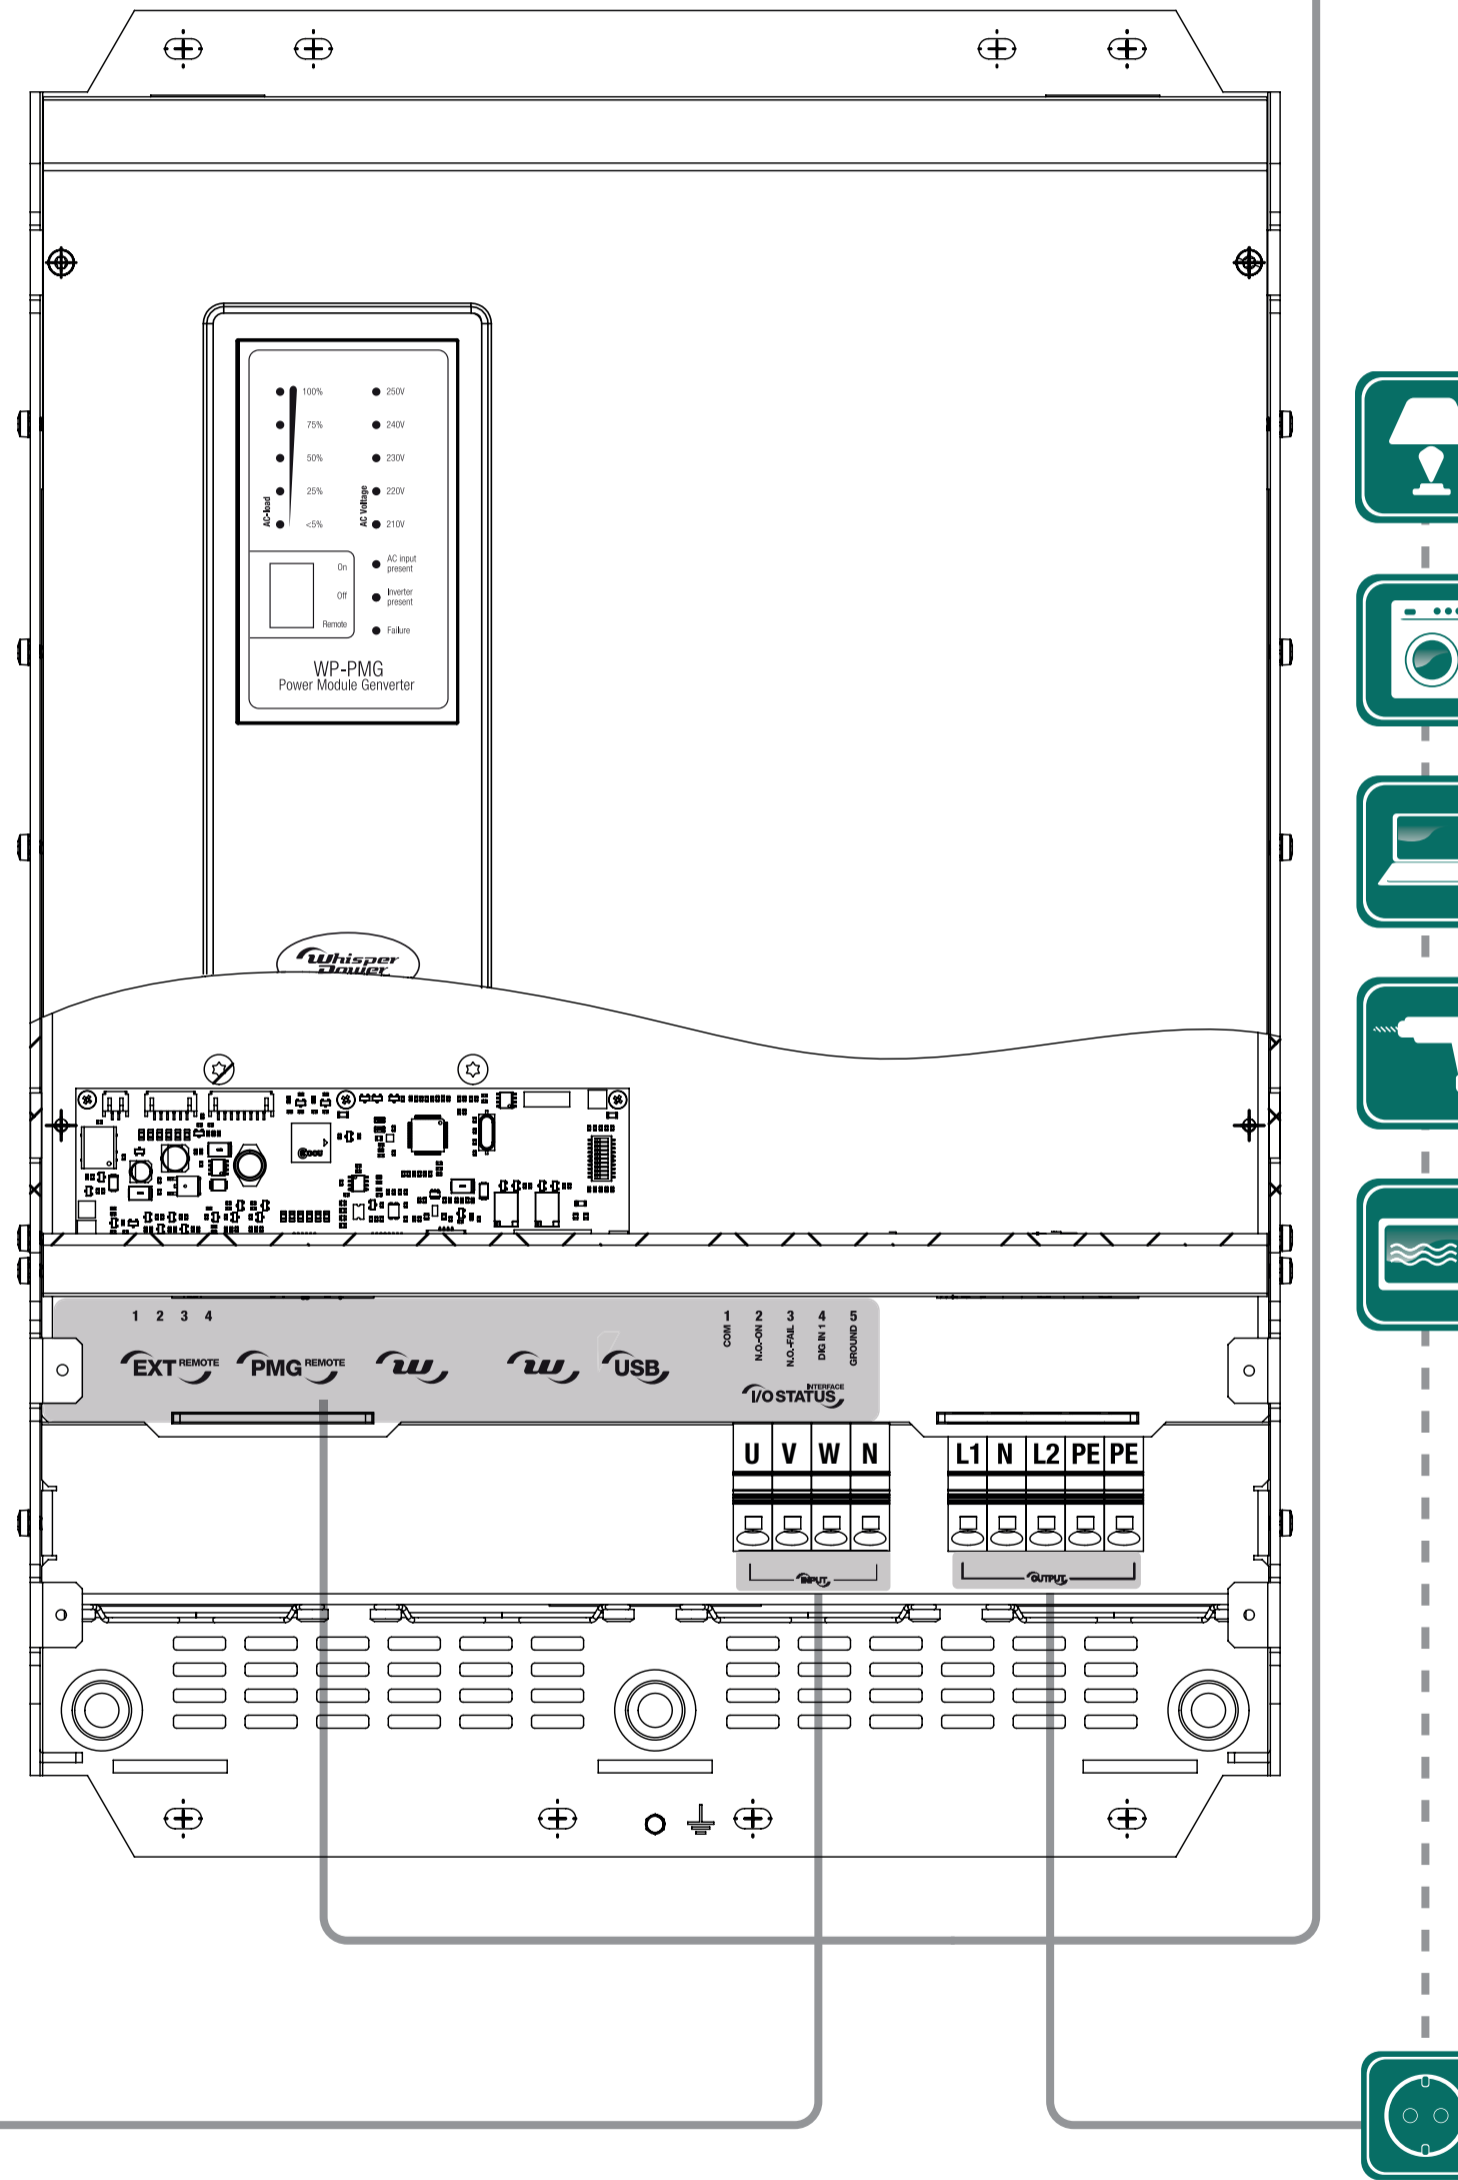 100% 250V
75% 240V
50% 230V
25% 220V
<5% 210V
AC-load
AC Voltage
On
Off
Remote
AC input
present
Inverter
present
Failure
WP-PMG
Power Module Genverter
Whisper
Power
1 2 3 4
EXT REMOTE
PMG REMOTE
w
w
USB
1 COM
2 N.O.-ON
3 N.O.-FAIL
4 DIG IN 1
5 GROUND
I/O STATUS INTERFACE
U V W N
L1 N L2 PE PE
INPUT
OUTPUT